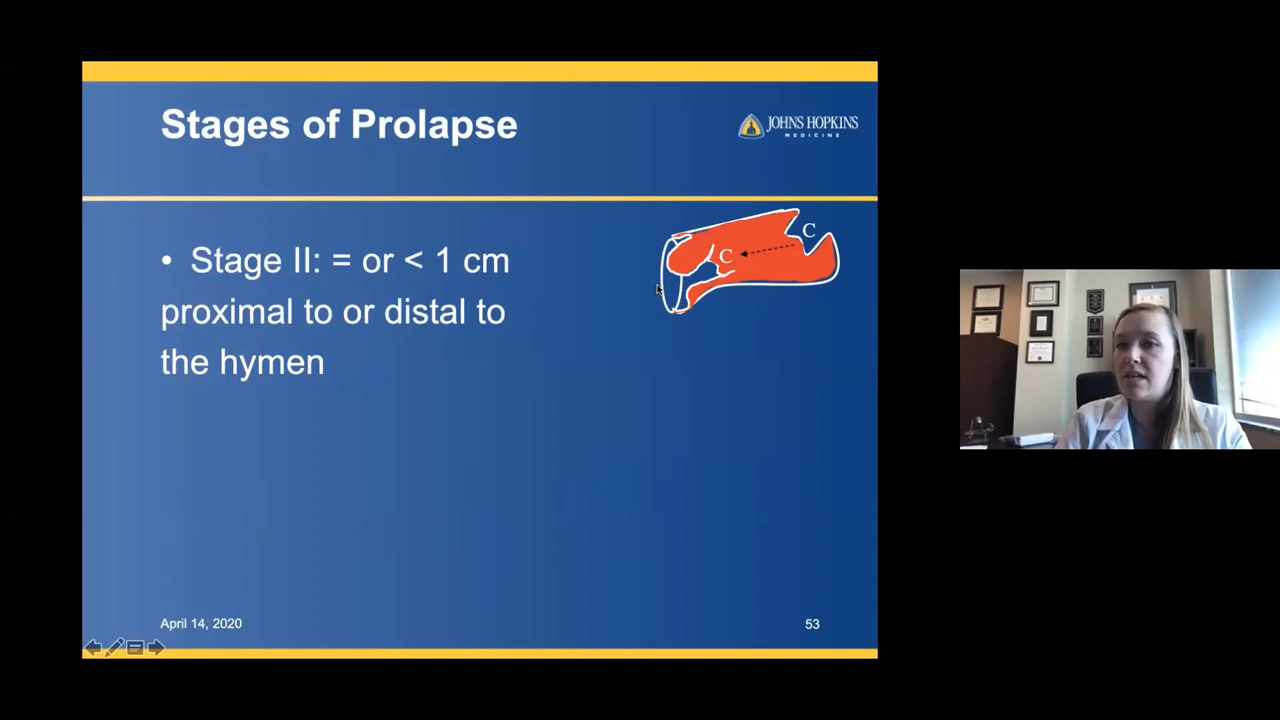 Stages of Prolapse
JOHNS HOPKINS
MEDICINE
• Stage II: = or < 1 cm
proximal to or distal to
the hymen
C
C
April 14, 2020
53